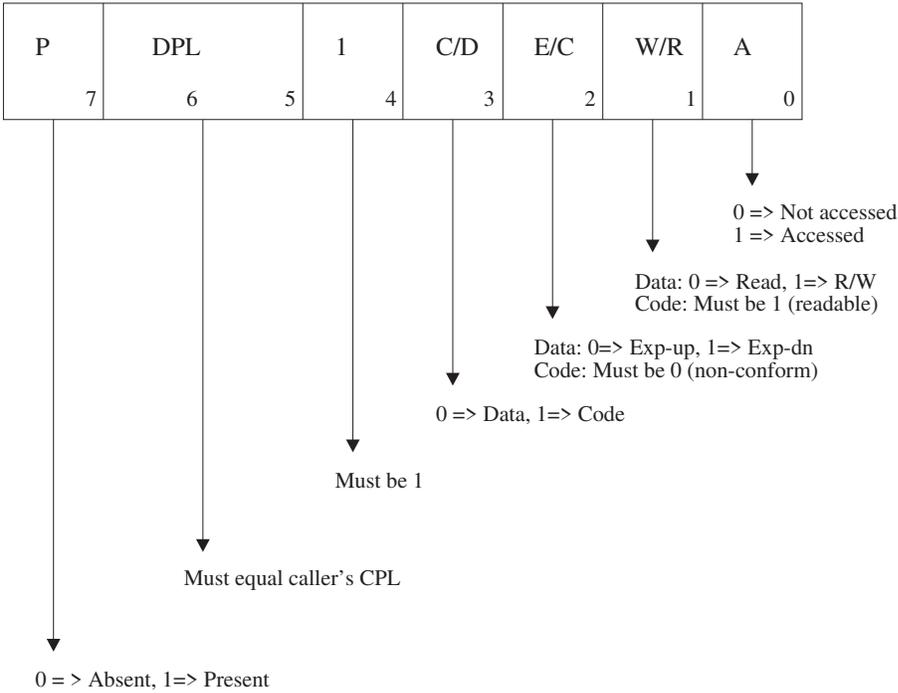 P DPL 1 C/D E/C W/R A
7 6 5 4 3 2 1 0
0 => Not accessed
1 => Accessed
Data: 0 => Read, 1=> R/W
Code: Must be 1 (readable)
Data: 0=> Exp-up, 1=> Exp-dn
Code: Must be 0 (non-conform)
0 => Data, 1=> Code
Must be 1
Must equal caller's CPL
0 = > Absent, 1=> Present